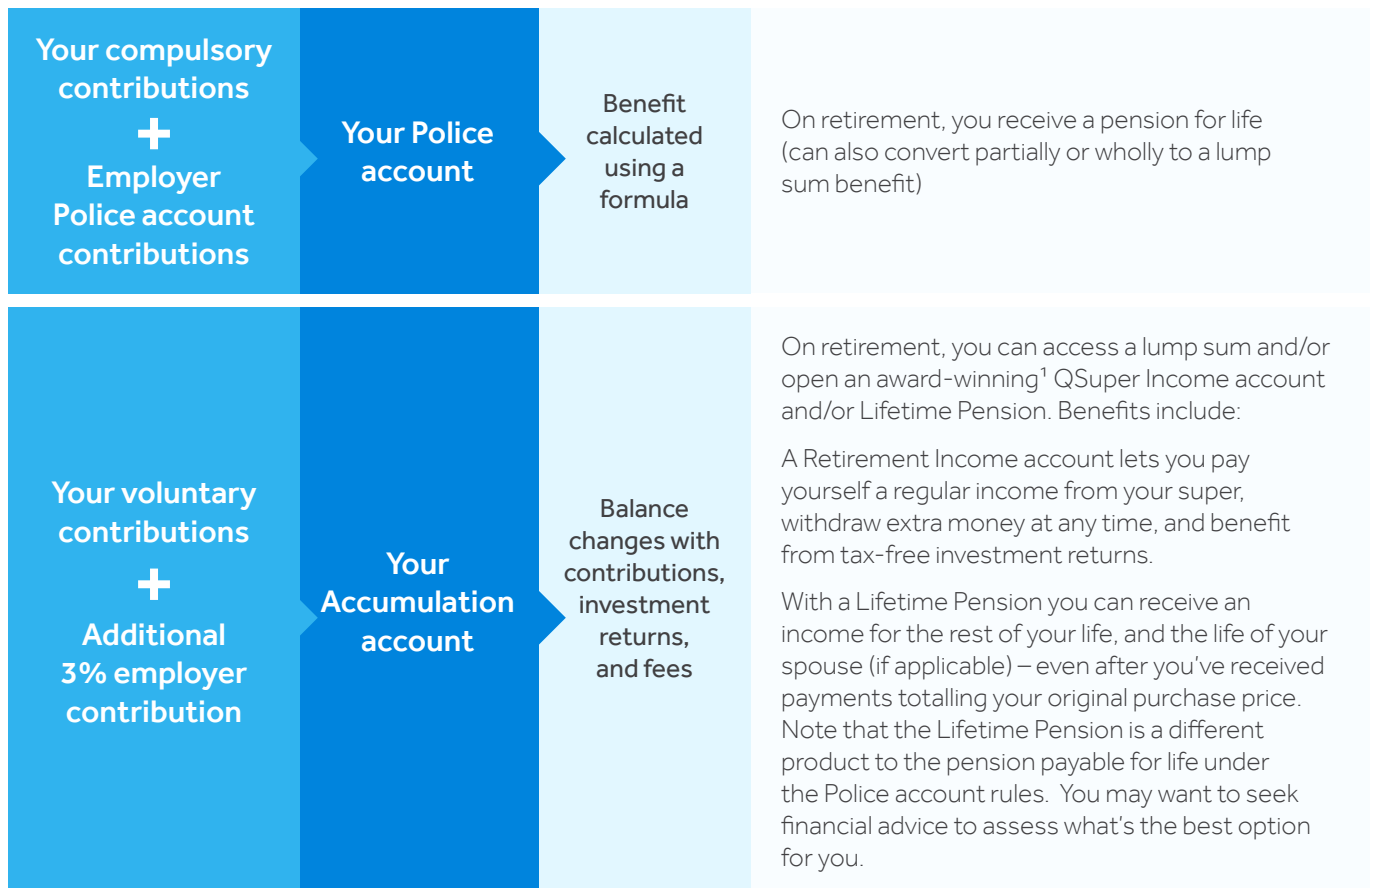 Your compulsory
contributions
+
Employer
Police account
contributions
Your Police
account
Benefit
calculated
using a
formula
On retirement, you receive a pension for life
(can also convert partially or wholly to a lump
sum benefit)
Your voluntary
contributions
+
Additional
3% employer
contribution
Your
Accumulation
account
Balance
changes with
contributions,
investment
returns,
and fees
On retirement, you can access a lump sum and/or
open an award-winning¹ QSuper Income account
and/or Lifetime Pension. Benefits include:
A Retirement Income account lets you pay
yourself a regular income from your super,
withdraw extra money at any time, and benefit
from tax-free investment returns.
With a Lifetime Pension you can receive an
income for the rest of your life, and the life of your
spouse (if applicable) – even after you’ve received
payments totalling your original purchase price.
Note that the Lifetime Pension is a different
product to the pension payable for life under
the Police account rules.  You may want to seek
financial advice to assess what’s the best option
for you.